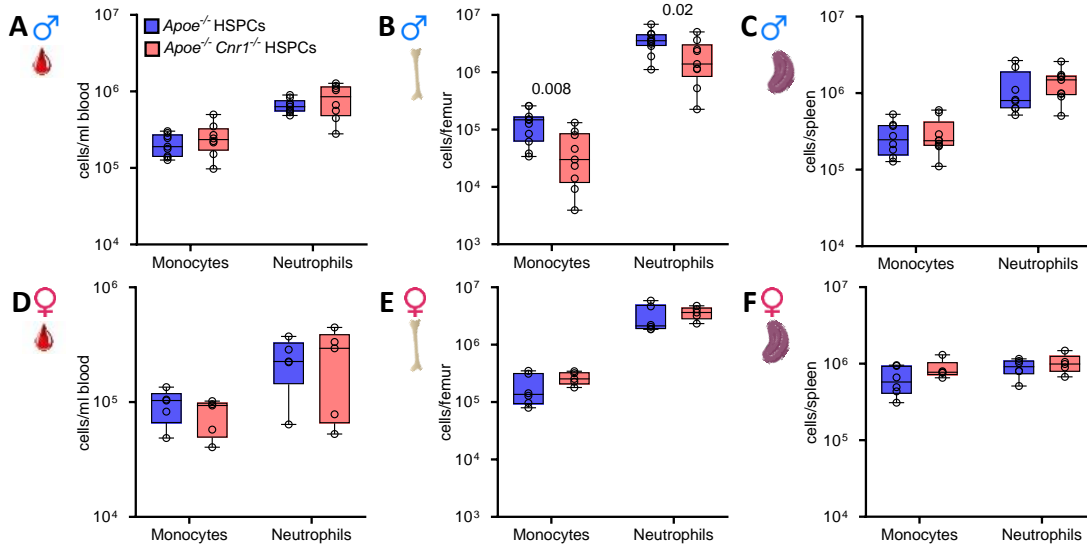 A ♂
Apoe-/- HSPCs
Apoe-/- Cnr1-/- HSPCs
cells/ml blood
10⁷
10⁶
10⁵
10⁴
Monocytes Neutrophils
B ♂
cells/femur
10⁷
10⁶
10⁵
10⁴
10³
0.008
0.02
Monocytes Neutrophils
C ♂
cells/spleen
10⁷
10⁶
10⁵
10⁴
Monocytes Neutrophils
D ♀
cells/ml blood
10⁶
10⁵
10⁴
Monocytes Neutrophils
E ♀
cells/femur
10⁷
10⁶
10⁵
10⁴
10³
Monocytes Neutrophils
F ♀
cells/spleen
10⁷
10⁶
10⁵
10⁴
Monocytes Neutrophils